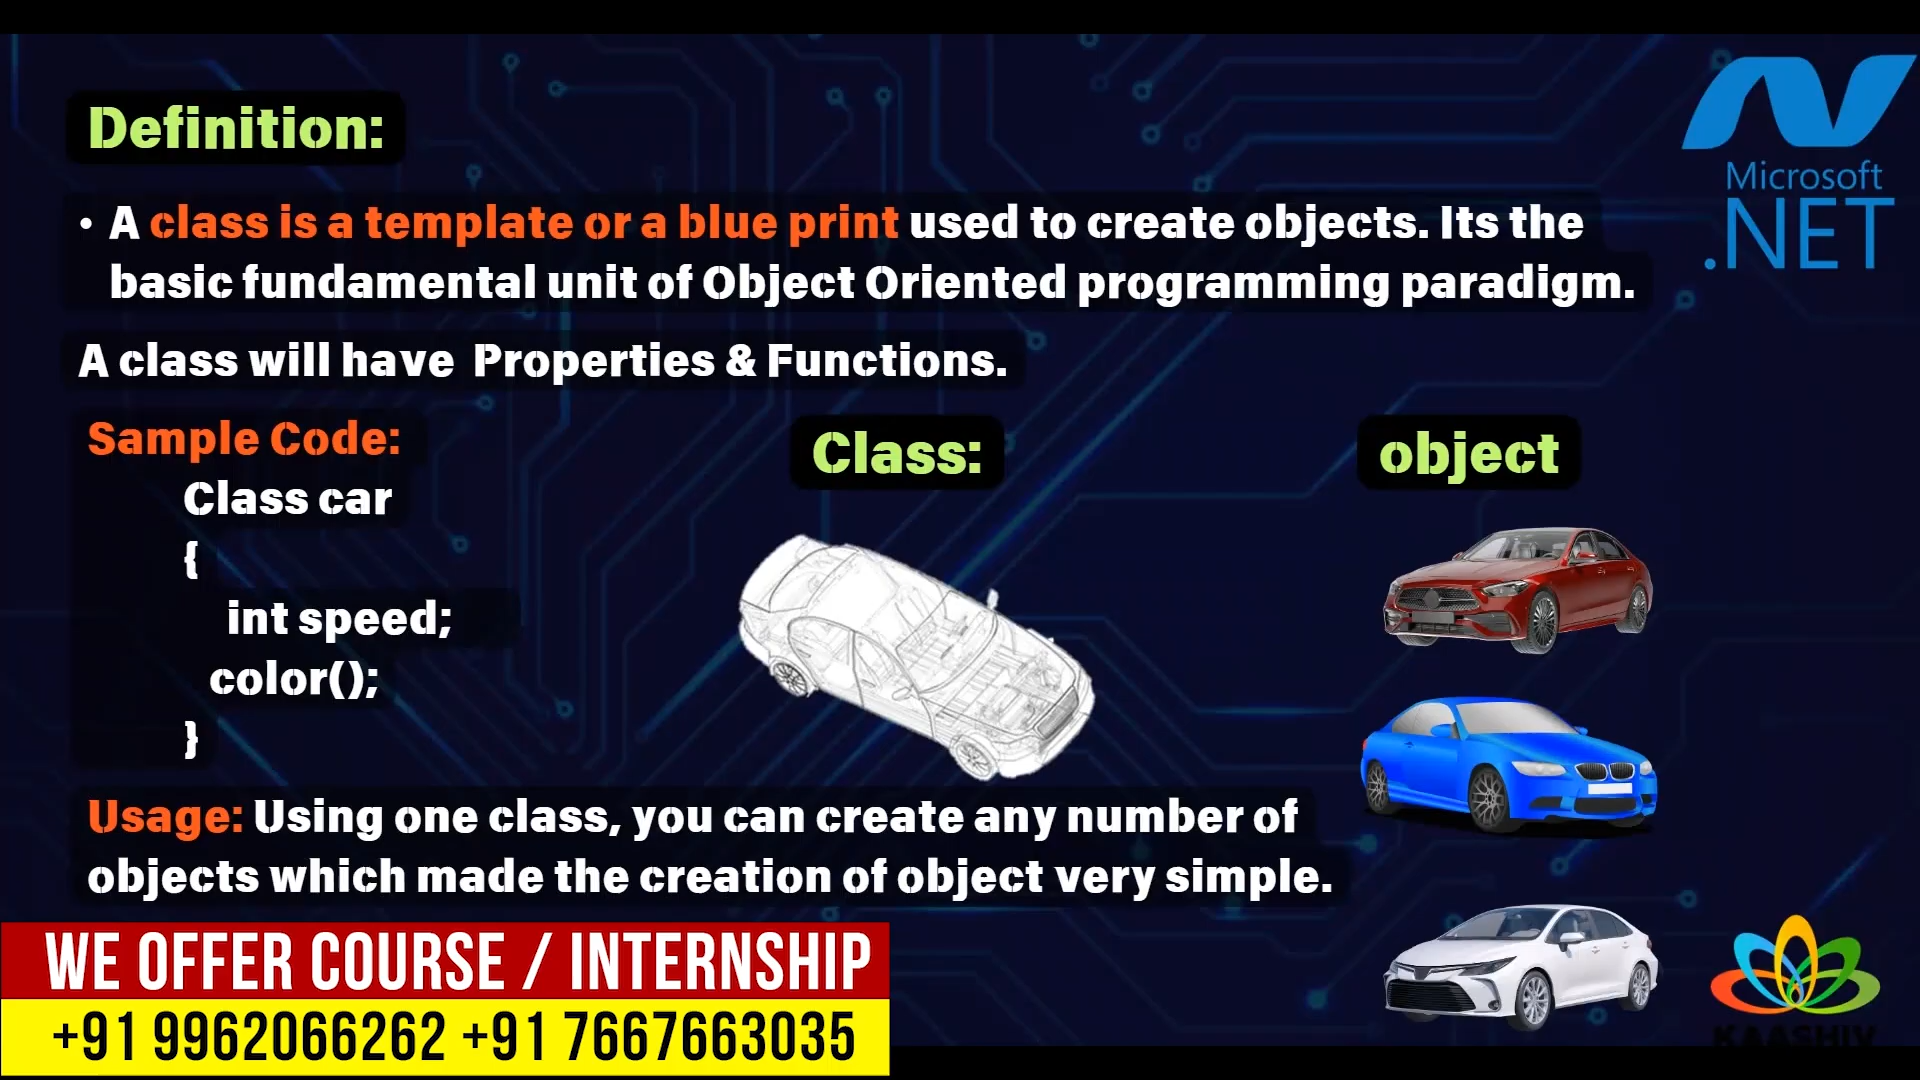 Definition:
• A class is a template or a blue print used to create objects. Its the
basic fundamental unit of Object Oriented programming paradigm.
A class will have Properties & Functions.
Sample Code:
Class car
{
int speed;
color();
}
Class:
object
Usage: Using one class, you can create any number of
objects which made the creation of object very simple.
WE OFFER COURSE / INTERNSHIP
+91 9962066262 +91 7667663035
Microsoft
.NET
KAASHIV